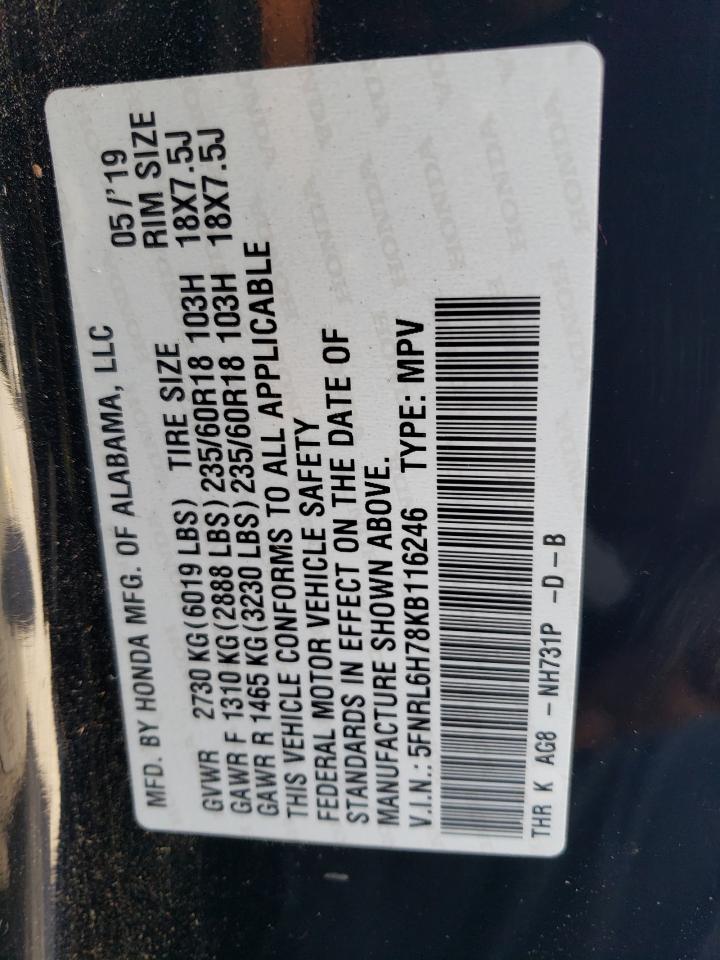 MFD. BY HONDA MFG. OF ALABAMA, LLC 05/'19
GVWR 2730 KG(6019 LBS) TIRE SIZE RIM SIZE
GAWR F 1310 KG(2888 LBS)235/60R18 103H 18X7.5J
GAWR R 1465 KG(3230 LBS)235/60R18 103H 18X7.5J
THIS VEHICLE CONFORMS TO ALL APPLICABLE
FEDERAL MOTOR VEHICLE SAFETY
STANDARDS IN EFFECT ON THE DATE OF
MANUFACTURE SHOWN ABOVE.
V.I.N.: 5FNRL6H78KB116246 TYPE: MPV
THR K AG8 -NH731P -D-B